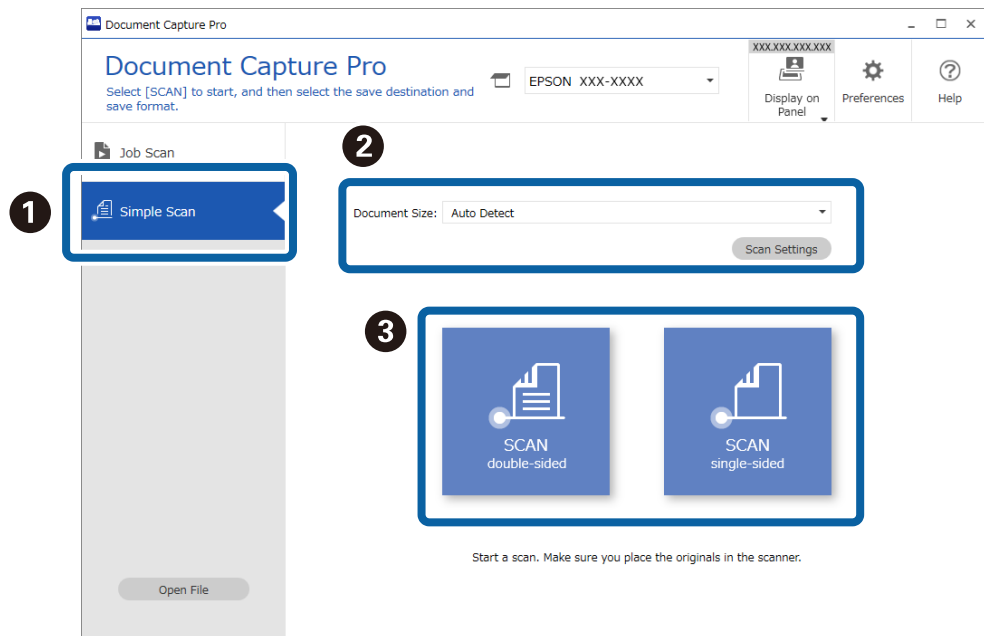 Document Capture Pro
Document Capture Pro
Select [SCAN] to start, and then select the save destination and
save format.
EPSON XXX-XXXX
XXX.XXX.XXX.XXX
Display on
Panel
Preferences
Help
Job Scan
1
Simple Scan
2
Document Size: Auto Detect
Scan Settings
3
SCAN
double-sided
SCAN
single-sided
Start a scan. Make sure you place the originals in the scanner.
Open File